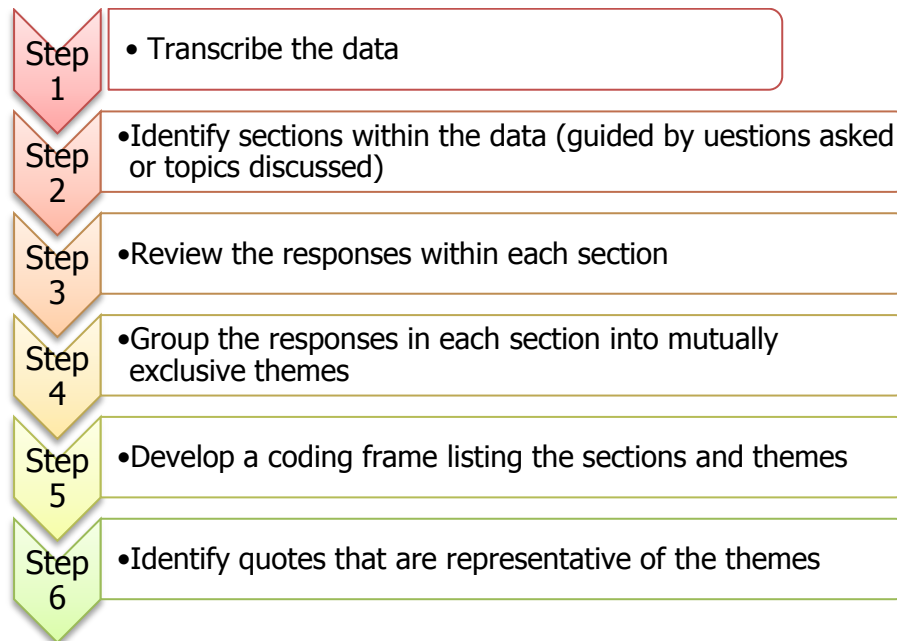 Step
1
• Transcribe the data
Step
2
•Identify sections within the data (guided by uestions asked
or topics discussed)
Step
3
•Review the responses within each section
Step
4
•Group the responses in each section into mutually
exclusive themes
Step
5
•Develop a coding frame listing the sections and themes
Step
6
•Identify quotes that are representative of the themes